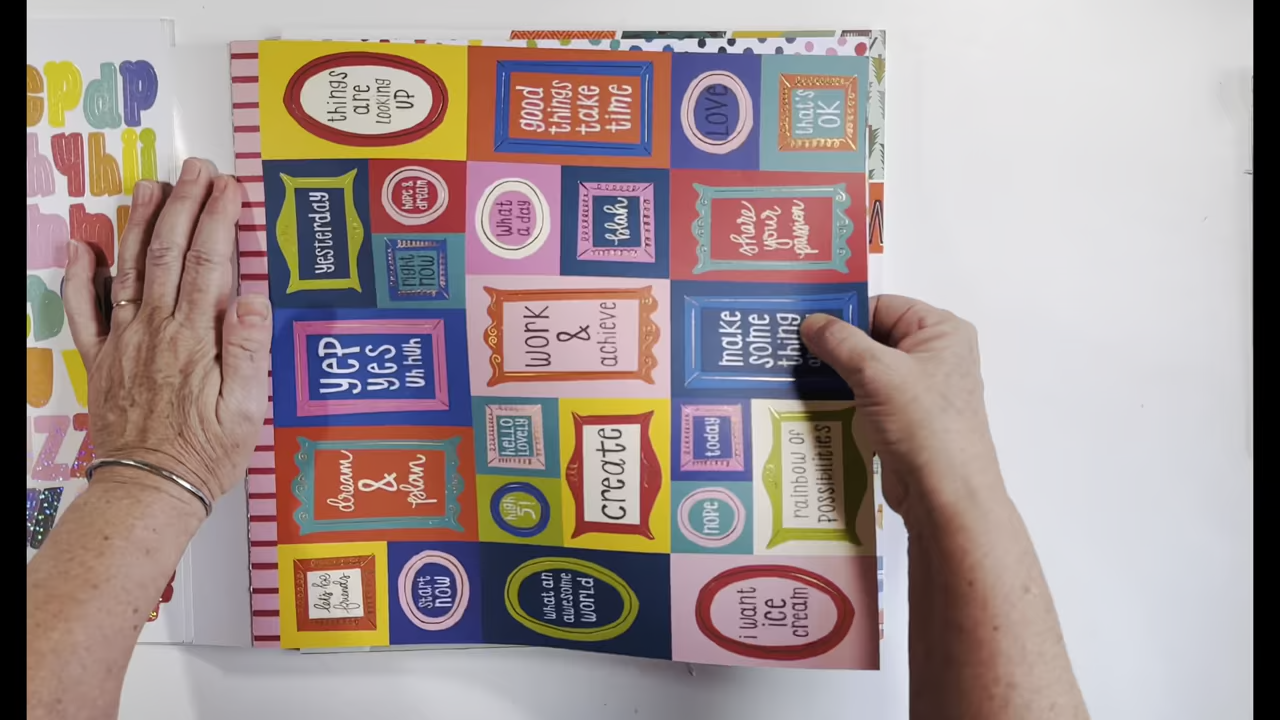 things
are
LOOKING
UP
good
things
take
time
LOVE
that's
OK
yesterday
hope &
dream
right
now
What
a day
blah
share
your
passion
yep
yes
uh huh
WORK
&
achieve
make
some
thing
dream
&
plan
hello
LOVELY
high
5!
create
today
nope
rainbow of
POSSIBILITIES
let's be
friends
start
now
what an
awesome
world
i want
ice
cream